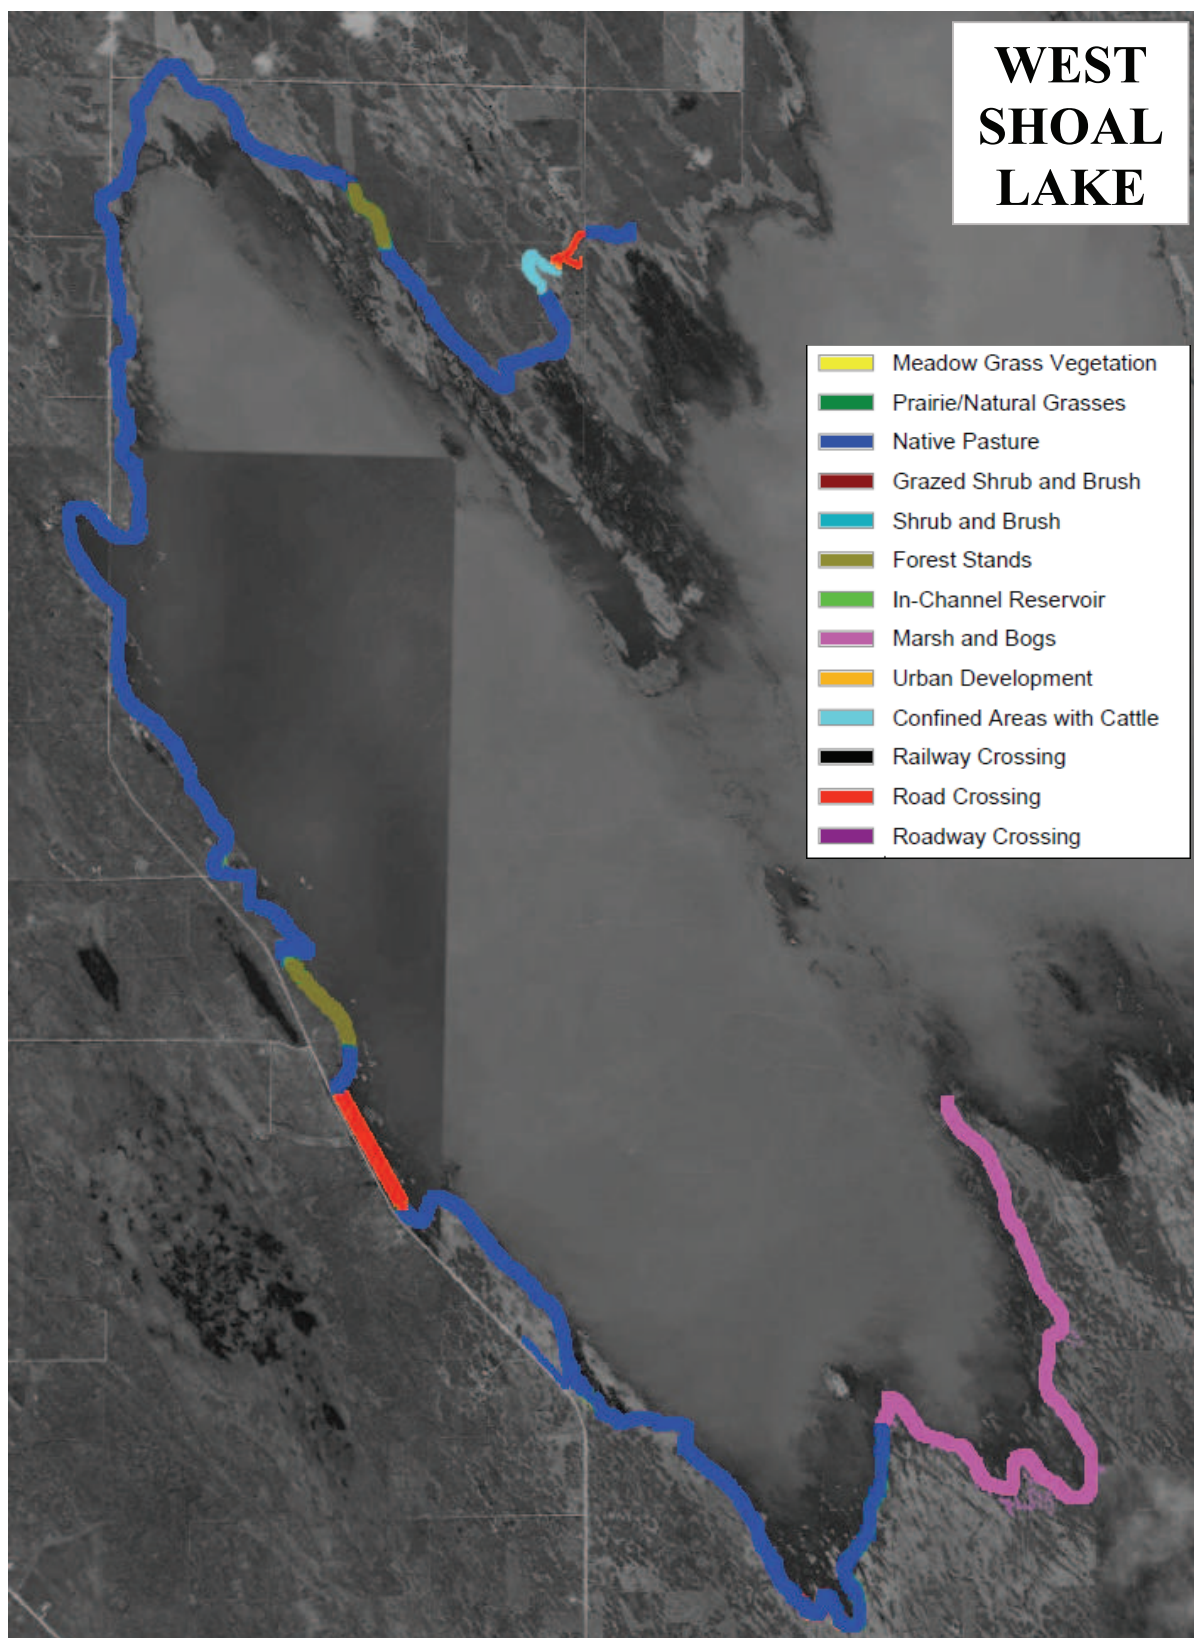 WEST
SHOAL
LAKE
Meadow Grass Vegetation
Prairie/Natural Grasses
Native Pasture
Grazed Shrub and Brush
Shrub and Brush
Forest Stands
In-Channel Reservoir
Marsh and Bogs
Urban Development
Confined Areas with Cattle
Railway Crossing
Road Crossing
Roadway Crossing